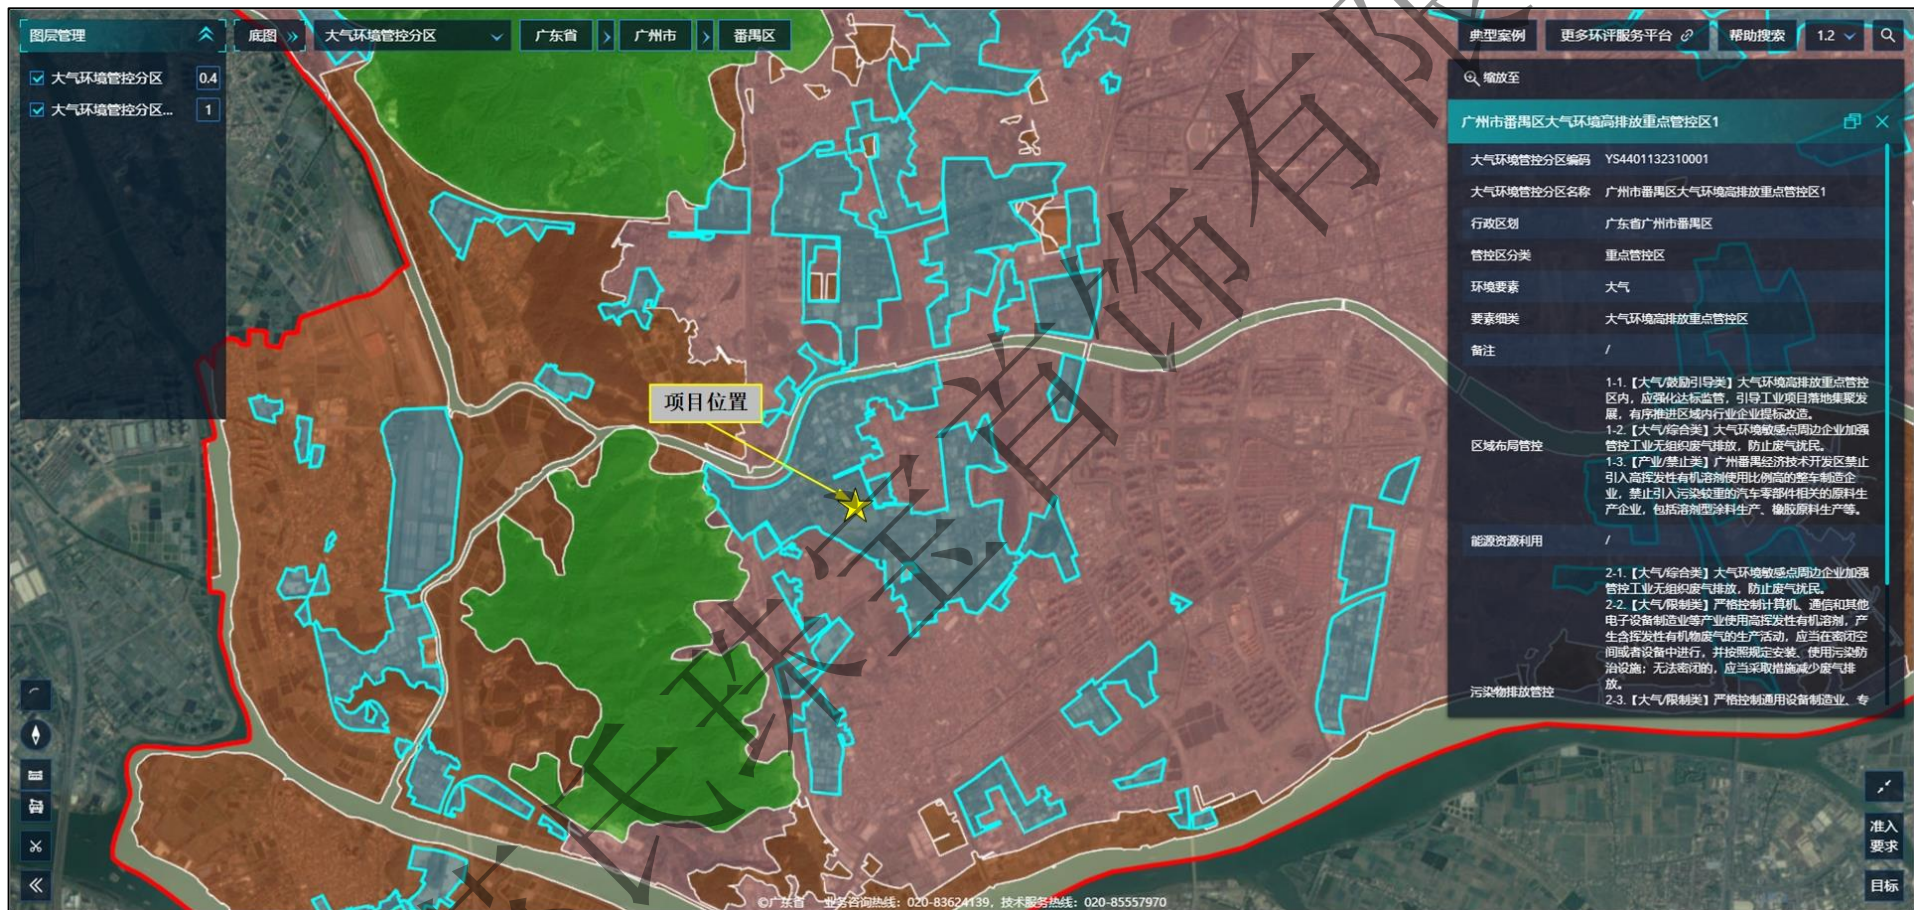 图层管理
大气环境管控分区 0.4
大气环境管控分区... 1
底图
大气环境管控分区
广东省
广州市
番禺区
典型案例
更多环评服务平台
帮助搜索
1.2
缩放至
广州市番禺区大气环境高排放重点管控区1
大气环境管控分区编码 YS4401132310001
大气环境管控分区名称 广州市番禺区大气环境高排放重点管控区1
行政区划 广东省广州市番禺区
管控区分类 重点管控区
环境要素 大气
要素细类 大气环境高排放重点管控区
备注 /
区域布局管控
1-1.【大气/鼓励引导类】大气环境高排放重点管控
区内，应强化达标监管，引导工业项目落地集聚发
展，有序推进区域内行业企业提标改造。
1-2.【大气/综合类】大气环境敏感点周边企业加强
管控工业无组织废气排放，防止废气扰民。
1-3.【产业/禁止类】广州番禺经济技术开发区禁止
引入高挥发性有机溶剂使用比例高的整车制造企
业，禁止引入污染较重的汽车零部件相关的原料生
产企业，包括溶剂型涂料生产、橡胶原料生产等。
能源资源利用 /
污染物排放管控
2-1.【大气/综合类】大气环境敏感点周边企业加强
管控工业无组织废气排放，防止废气扰民。
2-2.【大气/限制类】严格控制计算机、通信和其他
电子设备制造业等产业使用高挥发性有机溶剂，产
生含挥发性有机物废气的生产活动，应当在密闭空
间或者设备中进行，并按照规定安装、使用污染防
治设施；无法密闭的，应当采取措施减少废气排
放。
2-3.【大气/限制类】严格控制通用设备制造业、专
项目位置
准入
要求
目标
©广东省 业务咨询热线：020-83624139，技术服务热线：020-85557970
氏珠宝首饰有限